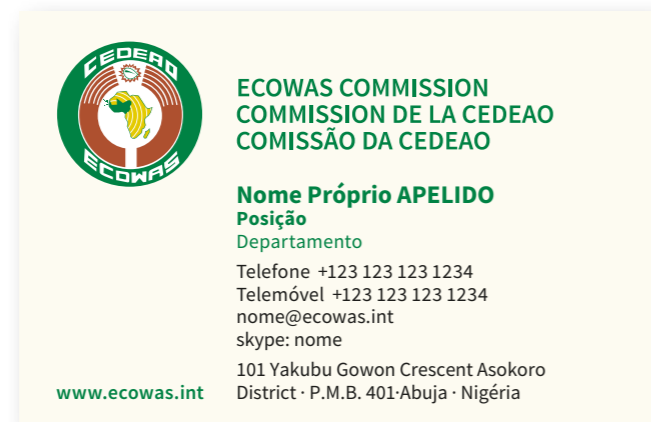 CEDEAO
ECOWAS
ECOWAS COMMISSION
COMMISSION DE LA CEDEAO
COMISSÃO DA CEDEAO
Nome Próprio APELIDO
Posição
Departamento
Telefone +123 123 123 1234
Telemóvel +123 123 123 1234
nome@ecowas.int
skype: nome
101 Yakubu Gowon Crescent Asokoro
www.ecowas.int District · P.M.B. 401·Abuja · Nigéria